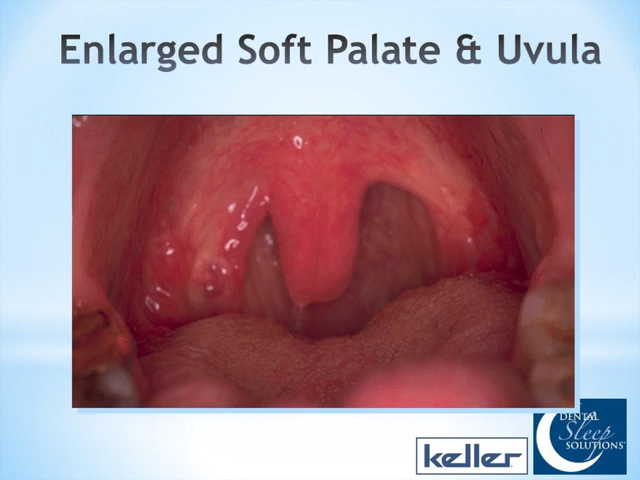 Enlarged Soft Palate & Uvula
keller
DENTAL
Sleep
SOLUTIONS